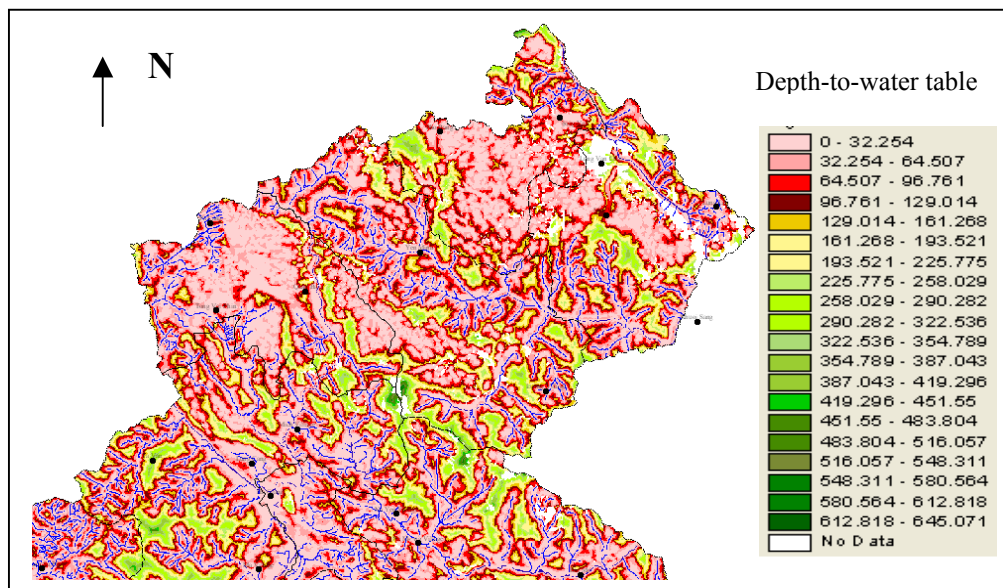 N
Depth-to-water table
0 - 32.254
32.254 - 64.507
64.507 - 96.761
96.761 - 129.014
129.014 - 161.268
161.268 - 193.521
193.521 - 225.775
225.775 - 258.029
258.029 - 290.282
290.282 - 322.536
322.536 - 354.789
354.789 - 387.043
387.043 - 419.296
419.296 - 451.55
451.55 - 483.804
483.804 - 516.057
516.057 - 548.311
548.311 - 580.564
580.564 - 612.818
612.818 - 645.071
No Data